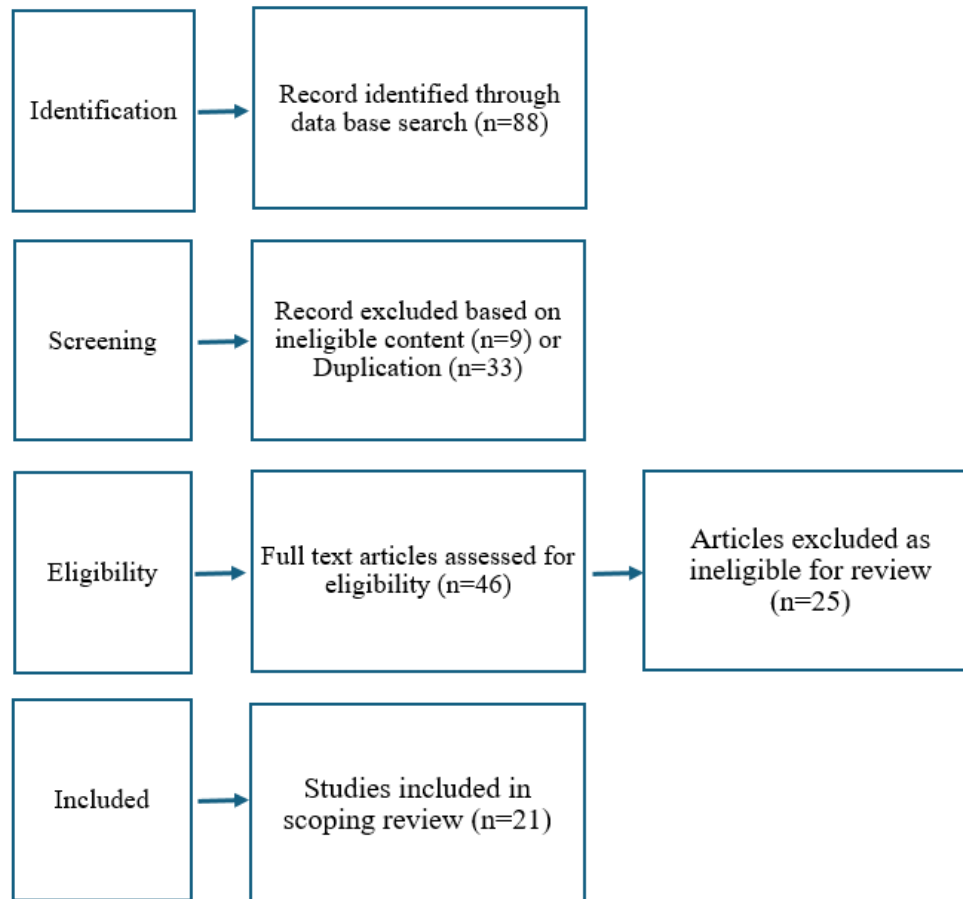 Identification
Record identified through
data base search (n=88)
Screening
Record excluded based on
ineligible content (n=9) or
Duplication (n=33)
Eligibility
Full text articles assessed for
eligibility (n=46)
Articles excluded as
ineligible for review
(n=25)
Included
Studies included in
scoping review (n=21)